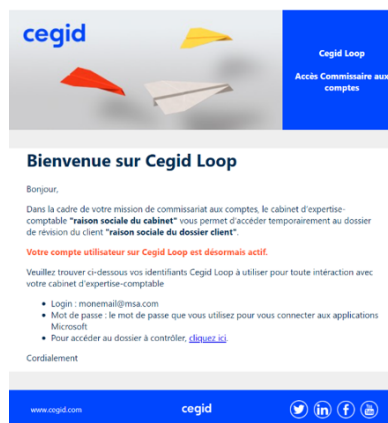 cegid
Cegid Loop
Accès Commissaire aux
comptes
Bienvenue sur Cegid Loop
Bonjour,
Dans la cadre de votre mission de commissariat aux comptes, le cabinet d'expertise-
comptable "raison sociale du cabinet" vous permet d'accéder temporairement au dossier
de révision du client "raison sociale du dossier client".
Votre compte utilisateur sur Cegid Loop est désormais actif.
Veuillez trouver ci-dessous vos identifiants Cegid Loop à utiliser pour toute intéraction avec
votre cabinet d'expertise-comptable
• Login : monemail@msa.com
• Mot de passe : le mot de passe que vous utilisez pour vous connecter aux applications
Microsoft
• Pour accéder au dossier à contrôler, cliquez ici.
Cordialement
www.cegid.com cegid